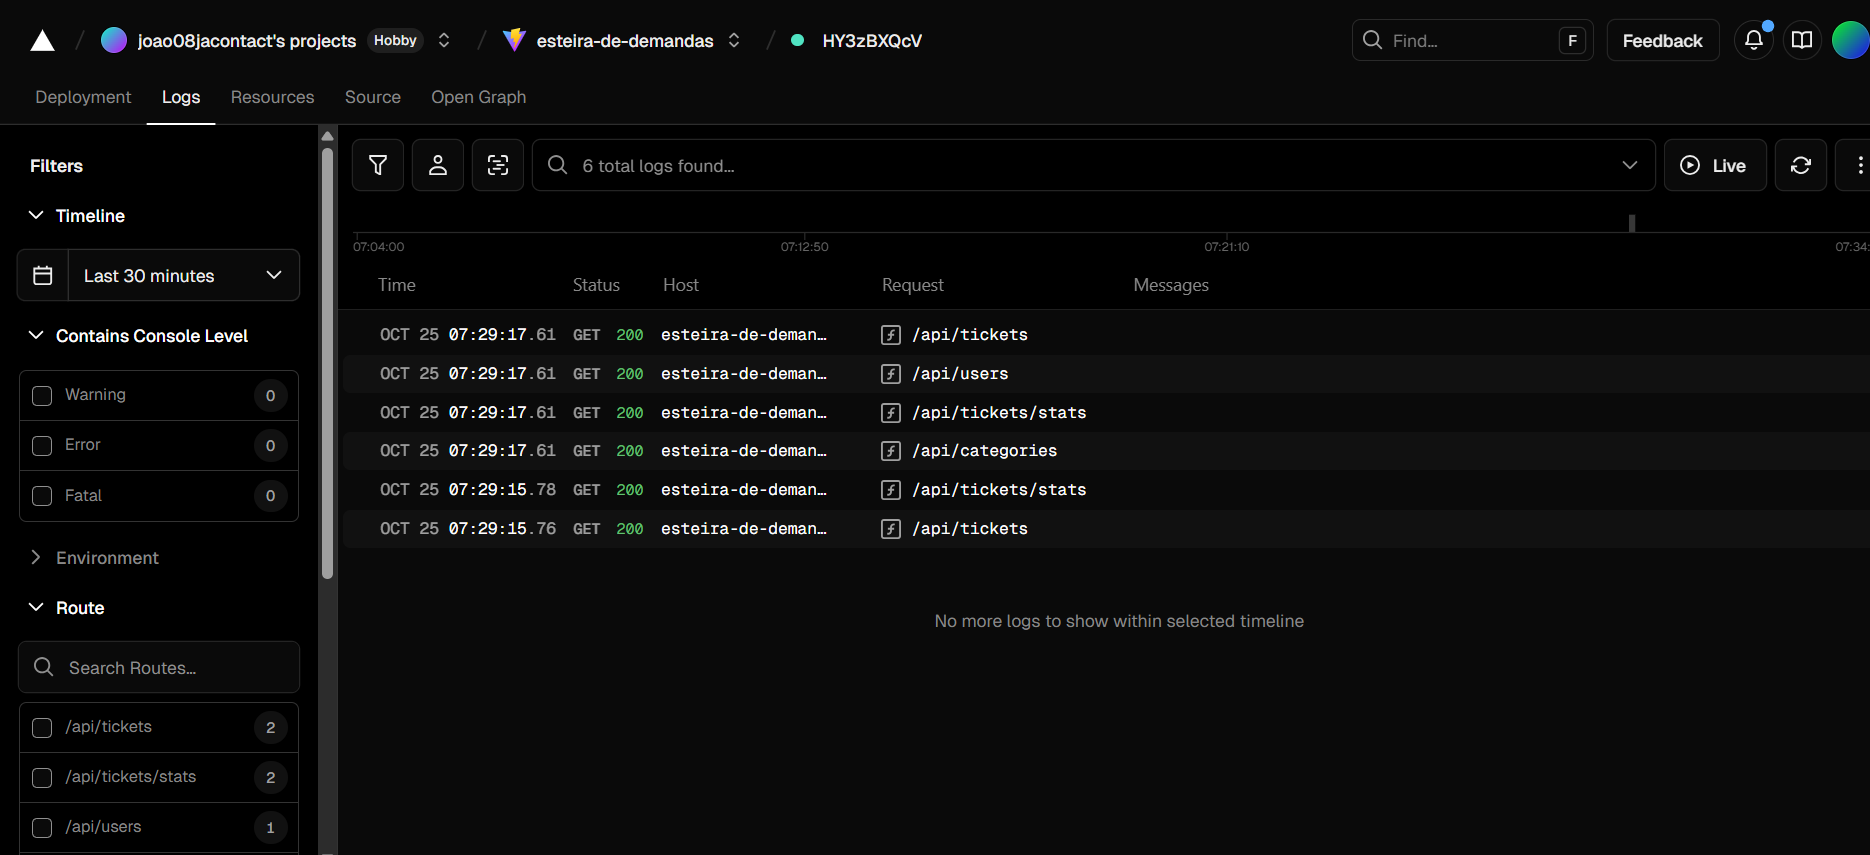 joao08jacontact's projects Hobby esteira-de-demandas HY3zBXQcV Find... F Feedback
Deployment Logs Resources Source Open Graph
Filters
Timeline
Last 30 minutes
Contains Console Level
Warning 0
Error 0
Fatal 0
Environment
Route
Search Routes...
/api/tickets 2
/api/tickets/stats 2
/api/users 1
6 total logs found... Live
07:04:00 07:12:50 07:21:10 07:34:
Time Status Host Request Messages
OCT 25 07:29:17.61 GET 200 esteira-de-deman... /api/tickets
OCT 25 07:29:17.61 GET 200 esteira-de-deman... /api/users
OCT 25 07:29:17.61 GET 200 esteira-de-deman... /api/tickets/stats
OCT 25 07:29:17.61 GET 200 esteira-de-deman... /api/categories
OCT 25 07:29:15.78 GET 200 esteira-de-deman... /api/tickets/stats
OCT 25 07:29:15.76 GET 200 esteira-de-deman... /api/tickets
No more logs to show within selected timeline